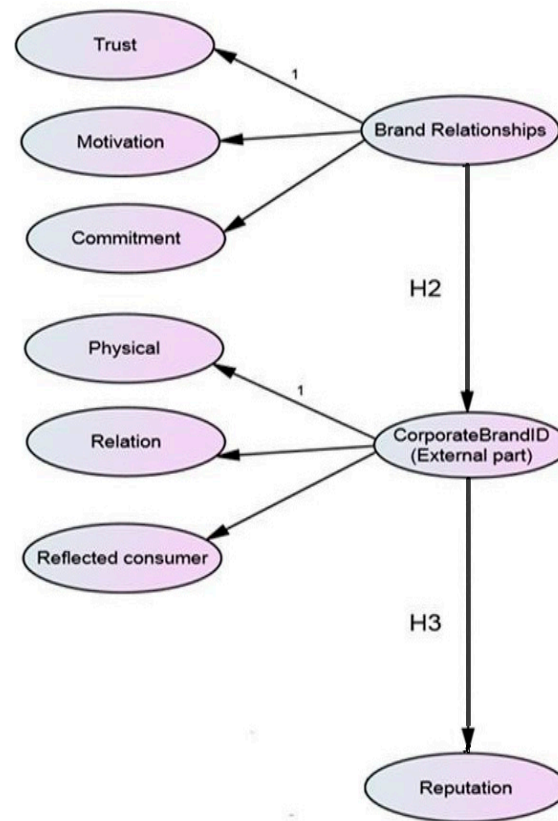 Trust
1
Brand Relationships
Motivation
Commitment
H2
Physical
1
Relation
CorporateBrandID
(External part)
Reflected consumer
H3
Reputation